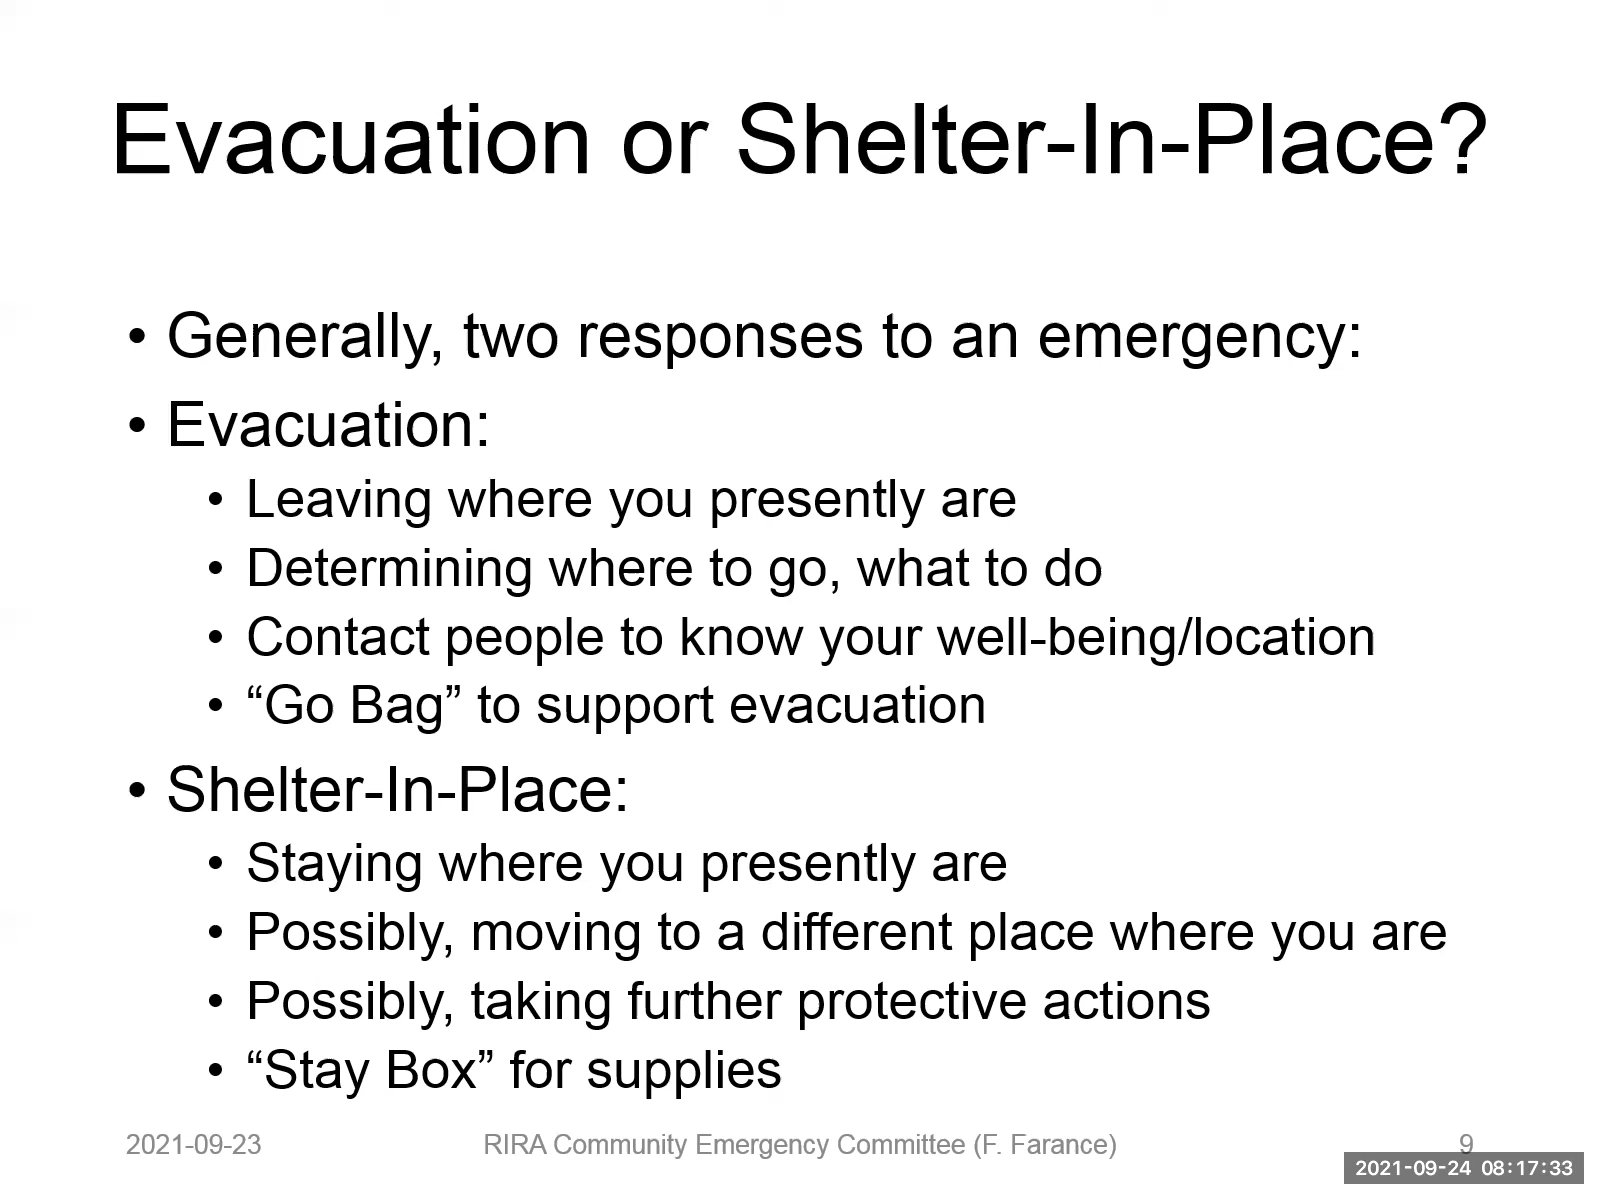 Evacuation or Shelter-In-Place?
• Generally, two responses to an emergency:
• Evacuation:
• Leaving where you presently are
• Determining where to go, what to do
• Contact people to know your well-being/location
• “Go Bag” to support evacuation
• Shelter-In-Place:
• Staying where you presently are
• Possibly, moving to a different place where you are
• Possibly, taking further protective actions
• “Stay Box” for supplies
2021-09-23 RIRA Community Emergency Committee (F. Farance) 9
2021-09-24 08:17:33